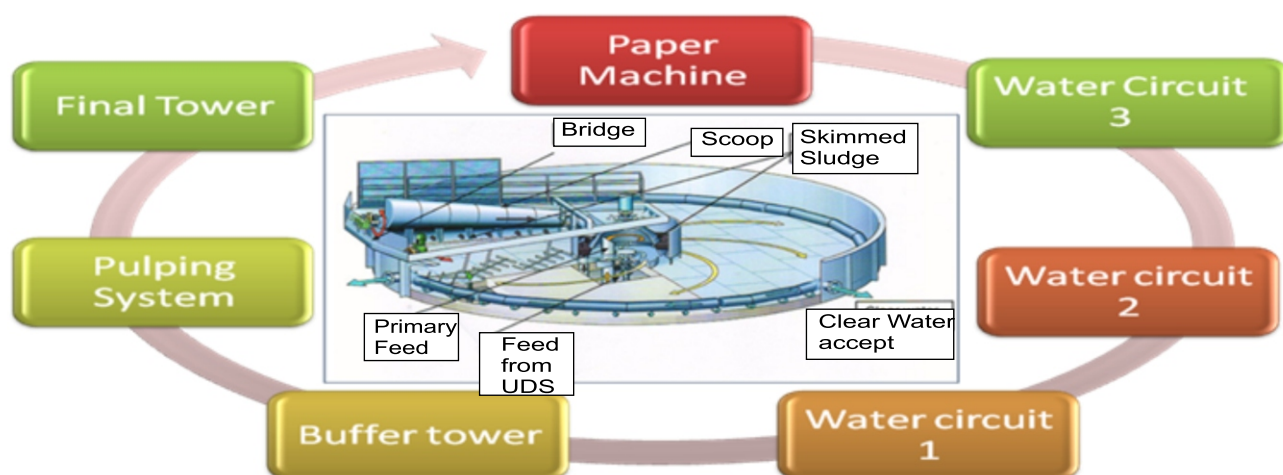 Paper
Machine
Water Circuit
3
Final Tower
Bridge
Scoop
Skimmed
Sludge
Pulping
System
Water circuit
2
Primary
Feed
Feed
from
UDS
Clear Water
accept
Buffer tower
Water circuit
1